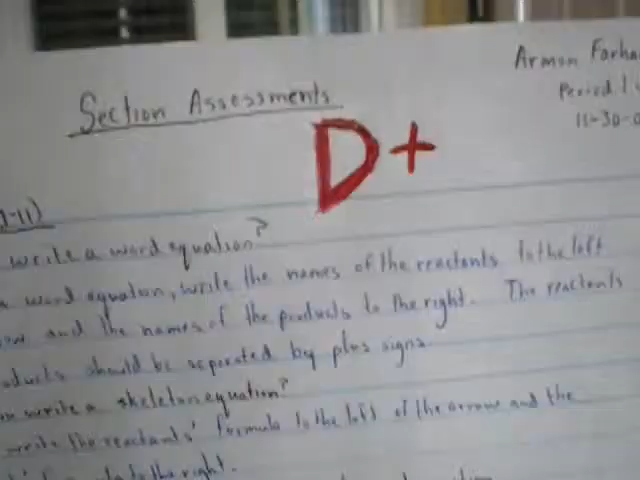 Armon Farha
Section Assessments
Period 1
11-30-0
D+
1-11)
write a word equation?
a word equation, write the names of the reactants to the left
and the names of the products to the right. The reactants
oducts should be separated by plus signs.
write a skeleton equation?
write the reactants' formula to the left of the arrow and the
to the right.